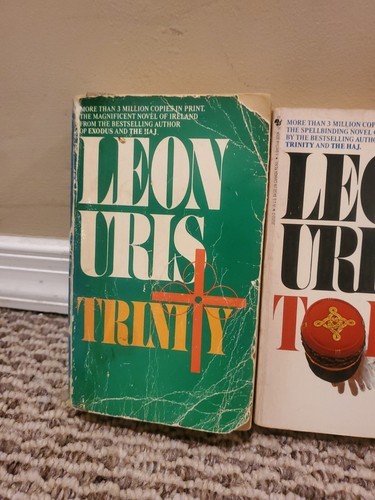 MORE THAN 3 MILLION COPIES IN PRINT.
THE MAGNIFICENT NOVEL OF IRELAND
FROM THE BESTSELLING AUTHOR
OF EXODUS AND THE HAJ.
LEON
URIS
TRINITY
MORE THAN 3 MILLION COP
THE SPELLBINDING NOVEL
BY THE BESTSELLING AUTHO
TRINITY AND THE HAJ.
LEO
URI
TO